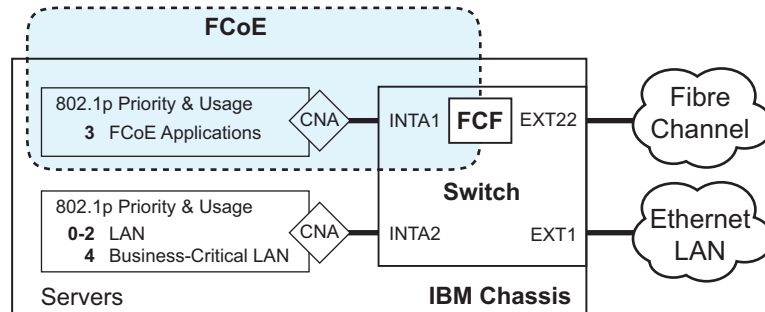 FCoE
802.1p Priority & Usage
3 FCoE Applications
CNA
INTA1
FCF
EXT22
Fibre
Channel
Switch
802.1p Priority & Usage
0-2 LAN
4 Business-Critical LAN
CNA
INTA2
EXT1
Ethernet
LAN
Servers
IBM Chassis